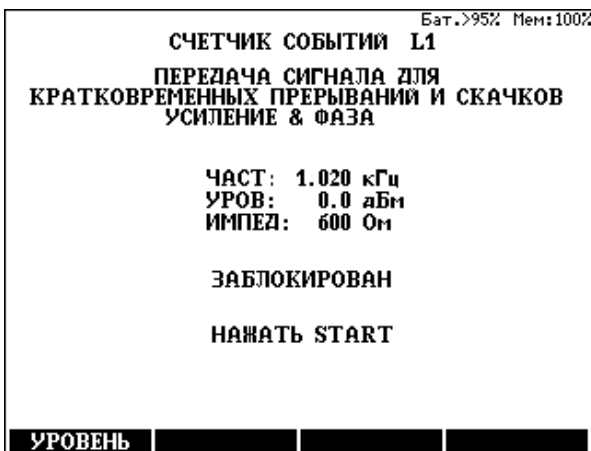 Бат.>95% Мем:100%
СЧЕТЧИК СОБЫТИЙ L1
ПЕРЕДАЧА СИГНАЛА ДЛЯ
КРАТКОВРЕМЕННЫХ ПРЕРЫВАНИЙ И СКАЧКОВ
УСИЛЕНИЕ & ФАЗА
ЧАСТ: 1.020 кГц
УРОВ: 0.0 дБм
ИМПЕД: 600 Ом
ЗАБЛОКИРОВАН
НАЖАТЬ START
УРОВЕНЬ